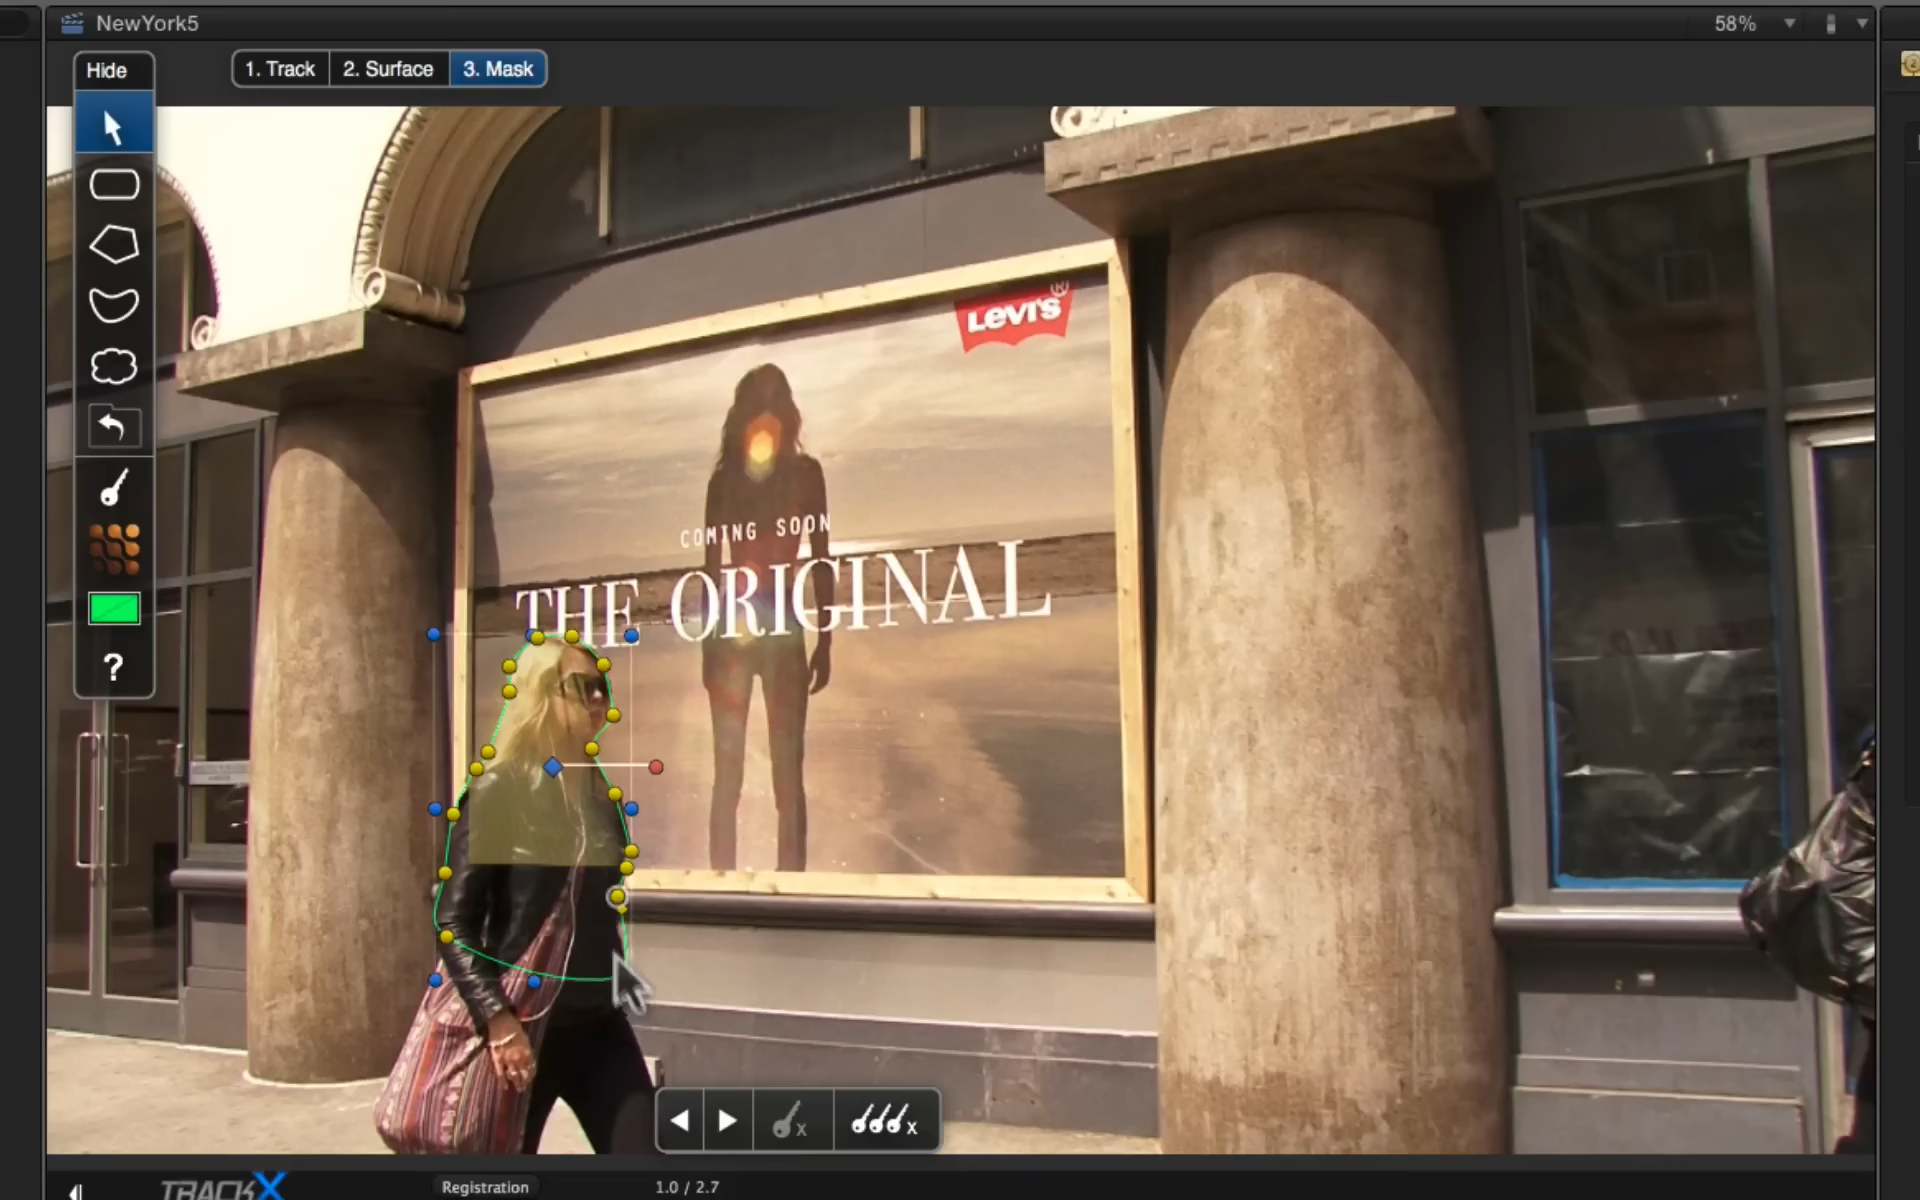 NewYork5
58%
Hide
1. Track
2. Surface
3. Mask
LEVI'S
®
COMING SOON
THE ORIGINAL
?
x
x
TRACKX
Registration
1.0 / 2.7